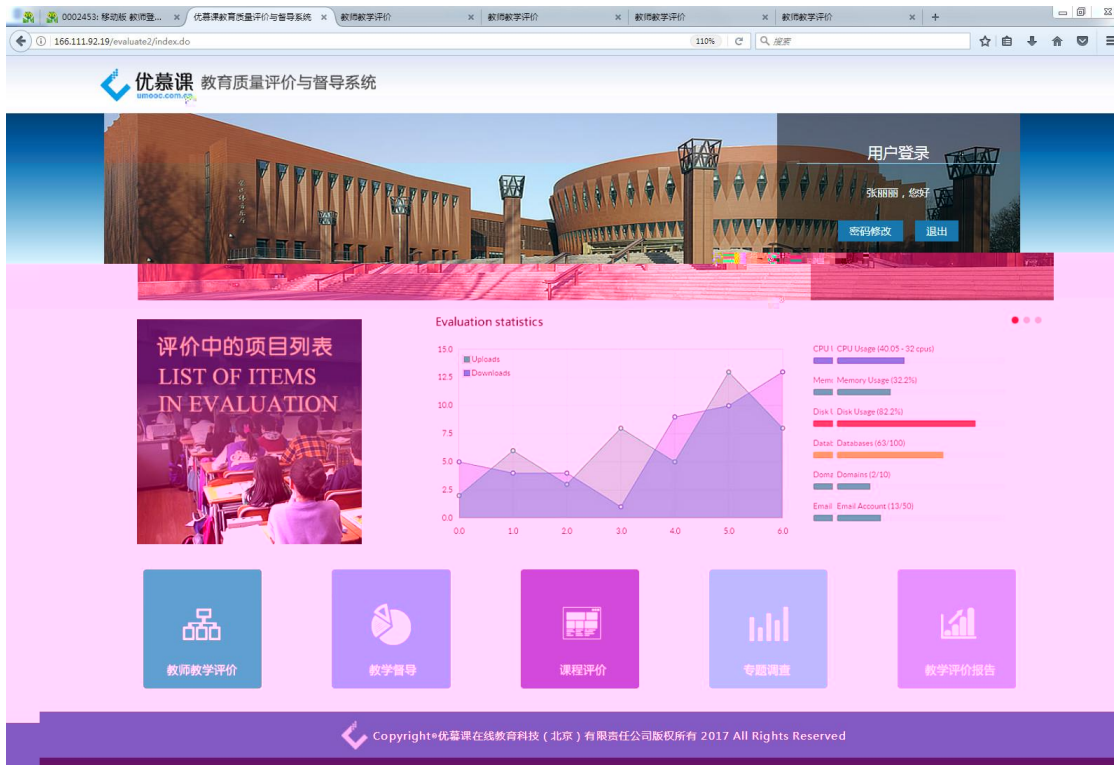 0002453: 移动版 教师登...
优慕课教育质量评价与督导系统
教师教学评价
教师教学评价
教师教学评价
教师教学评价
166.111.92.19/evaluate2/index.do
110%
搜索
优慕课 教育质量评价与督导系统
umooc.com.cn
用户登录
张丽丽，您好
密码修改 退出
评价中的项目列表
LIST OF ITEMS
IN EVALUATION
Evaluation statistics
Uploads
Downloads
15.0
12.5
10.0
7.5
5.0
2.5
0.0
0.0 1.0 2.0 3.0 4.0 5.0 6.0
CPU Usage (40.05 - 32 cpus)
Memory Usage (32.2%)
Disk Usage (82.2%)
Databases (63/100)
Domains (2/10)
Email Account (13/50)
教师教学评价
教学督导
课程评价
专题调查
教学评价报告
Copyright©优慕课在线教育科技（北京）有限责任公司版权所有 2017 All Rights Reserved